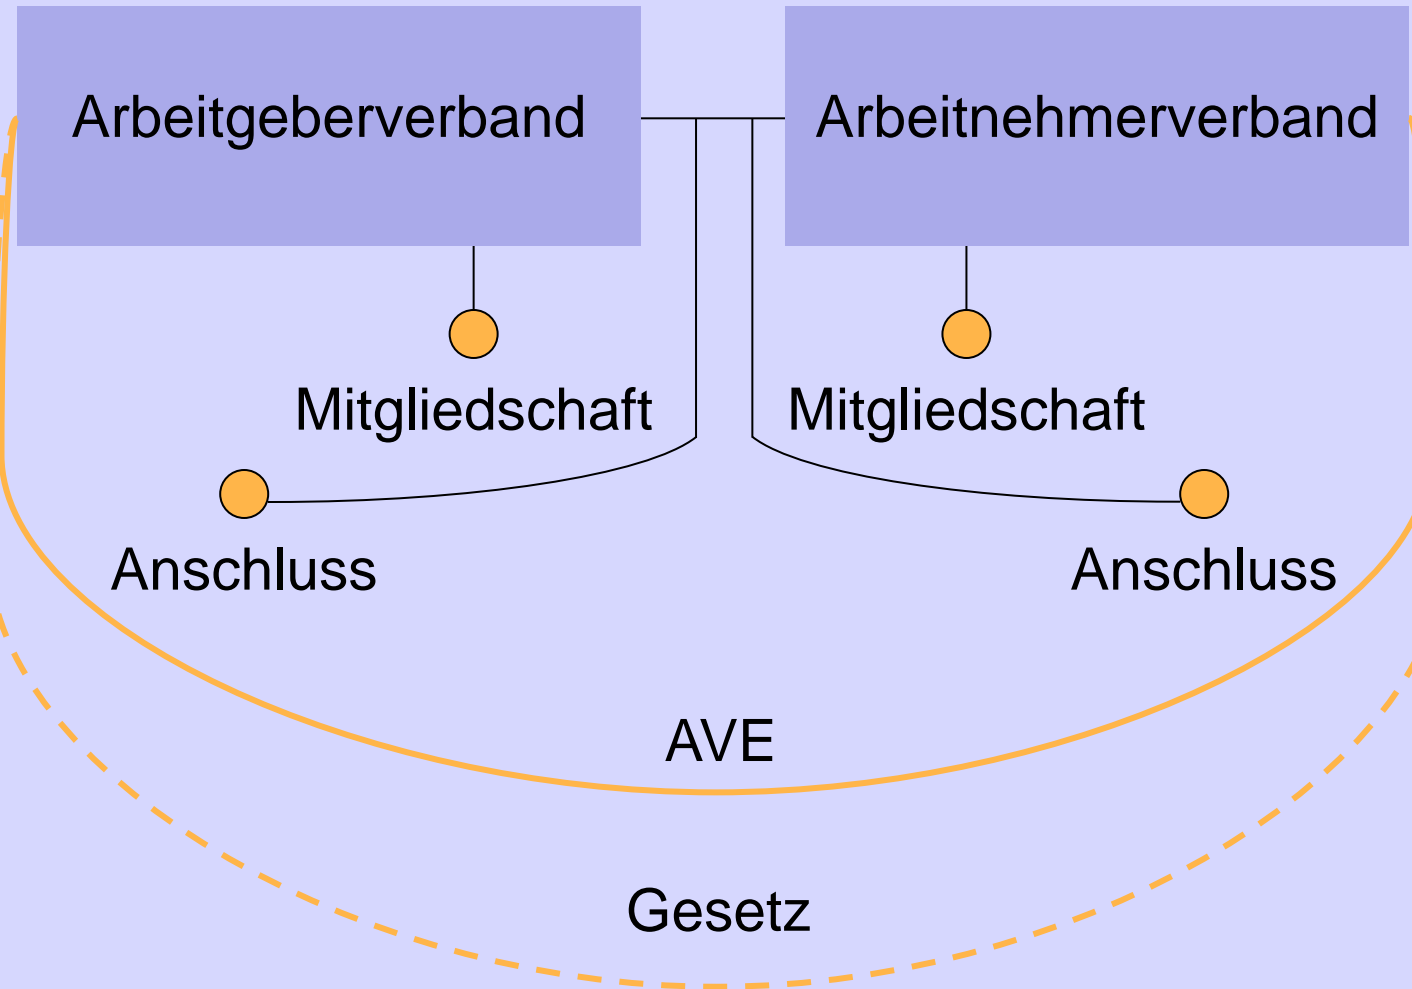 Arbeitgeberverband
Arbeitnehmerverband
Mitgliedschaft
Mitgliedschaft
Anschluss
Anschluss
AVE
Gesetz